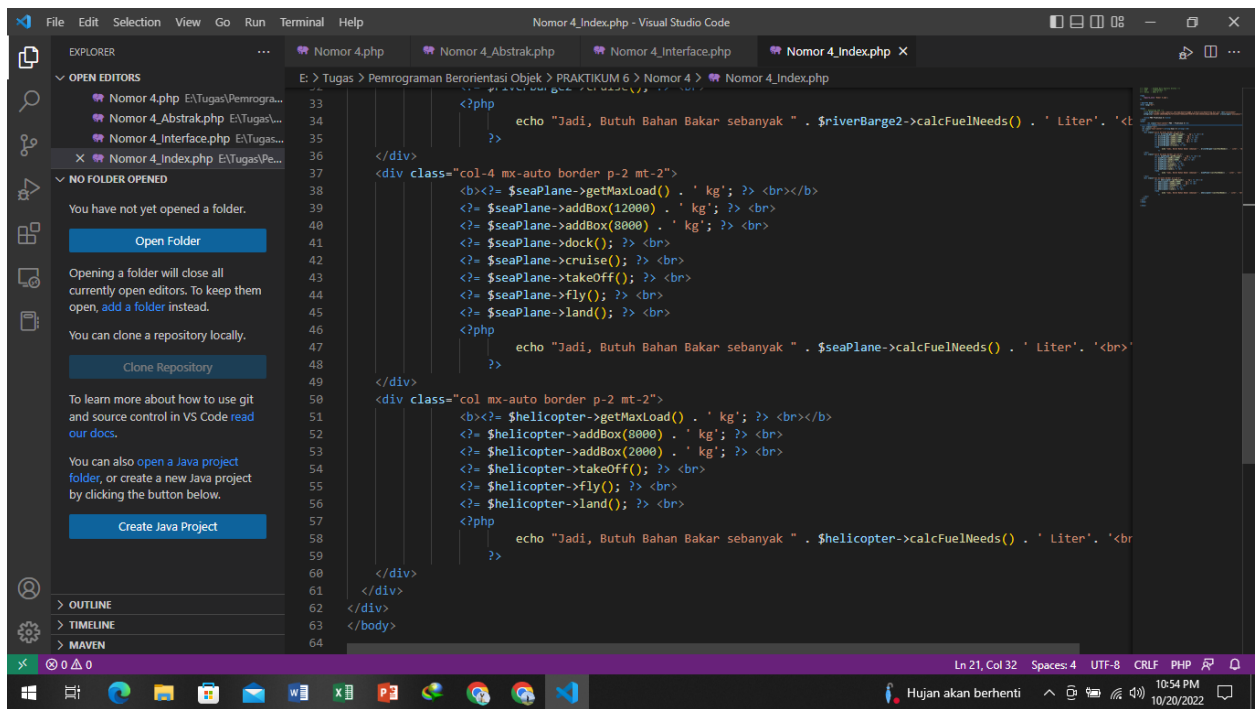 File Edit Selection View Go Run Terminal Help
Nomor 4_Index.php - Visual Studio Code
EXPLORER
OPEN EDITORS
Nomor 4.php E:\Tugas\Pemrogra...
Nomor 4_Abstrak.php E:\Tugas\...
Nomor 4_Interface.php E:\Tugas...
Nomor 4_Index.php E:\Tugas\Pe...
NO FOLDER OPENED
You have not yet opened a folder.
Open Folder
Opening a folder will close all
currently open editors. To keep them
open, add a folder instead.
You can clone a repository locally.
Clone Repository
To learn more about how to use git
and source control in VS Code read
our docs.
You can also open a Java project
folder, or create a new Java project
by clicking the button below.
Create Java Project
OUTLINE
TIMELINE
MAVEN
Nomor 4.php Nomor 4_Abstrak.php Nomor 4_Interface.php Nomor 4_Index.php
E: > Tugas > Pemrograman Berorientasi Objek > PRAKTIKUM 6 > Nomor 4 > Nomor 4_Index.php
32 <?= $riverBarge2->cruise(); ?> <br>
33 <?php
34 echo "Jadi, Butuh Bahan Bakar sebanyak " . $riverBarge2->calcFuelNeeds() . ' Liter'. '<b
35 ?>
36 </div>
37 <div class="col-4 mx-auto border p-2 mt-2">
38 <b><?= $seaPlane->getMaxLoad() . ' kg'; ?> <br></b>
39 <?= $seaPlane->addBox(12000) . ' kg'; ?> <br>
40 <?= $seaPlane->addBox(8000) . ' kg'; ?> <br>
41 <?= $seaPlane->dock(); ?> <br>
42 <?= $seaPlane->cruise(); ?> <br>
43 <?= $seaPlane->takeOff(); ?> <br>
44 <?= $seaPlane->fly(); ?> <br>
45 <?= $seaPlane->land(); ?> <br>
46 <?php
47 echo "Jadi, Butuh Bahan Bakar sebanyak " . $seaPlane->calcFuelNeeds() . ' Liter'. '<br>'
48 ?>
49 </div>
50 <div class="col mx-auto border p-2 mt-2">
51 <b><?= $helicopter->getMaxLoad() . ' kg'; ?> <br></b>
52 <?= $helicopter->addBox(8000) . ' kg'; ?> <br>
53 <?= $helicopter->addBox(2000) . ' kg'; ?> <br>
54 <?= $helicopter->takeOff(); ?> <br>
55 <?= $helicopter->fly(); ?> <br>
56 <?= $helicopter->land(); ?> <br>
57 <?php
58 echo "Jadi, Butuh Bahan Bakar sebanyak " . $helicopter->calcFuelNeeds() . ' Liter'. '<br
59 ?>
60 </div>
61 </div>
62 </div>
63 </body>
64
0 0 Ln 21, Col 32 Spaces: 4 UTF-8 CRLF PHP
Hujan akan berhenti
10:54 PM
10/20/2022